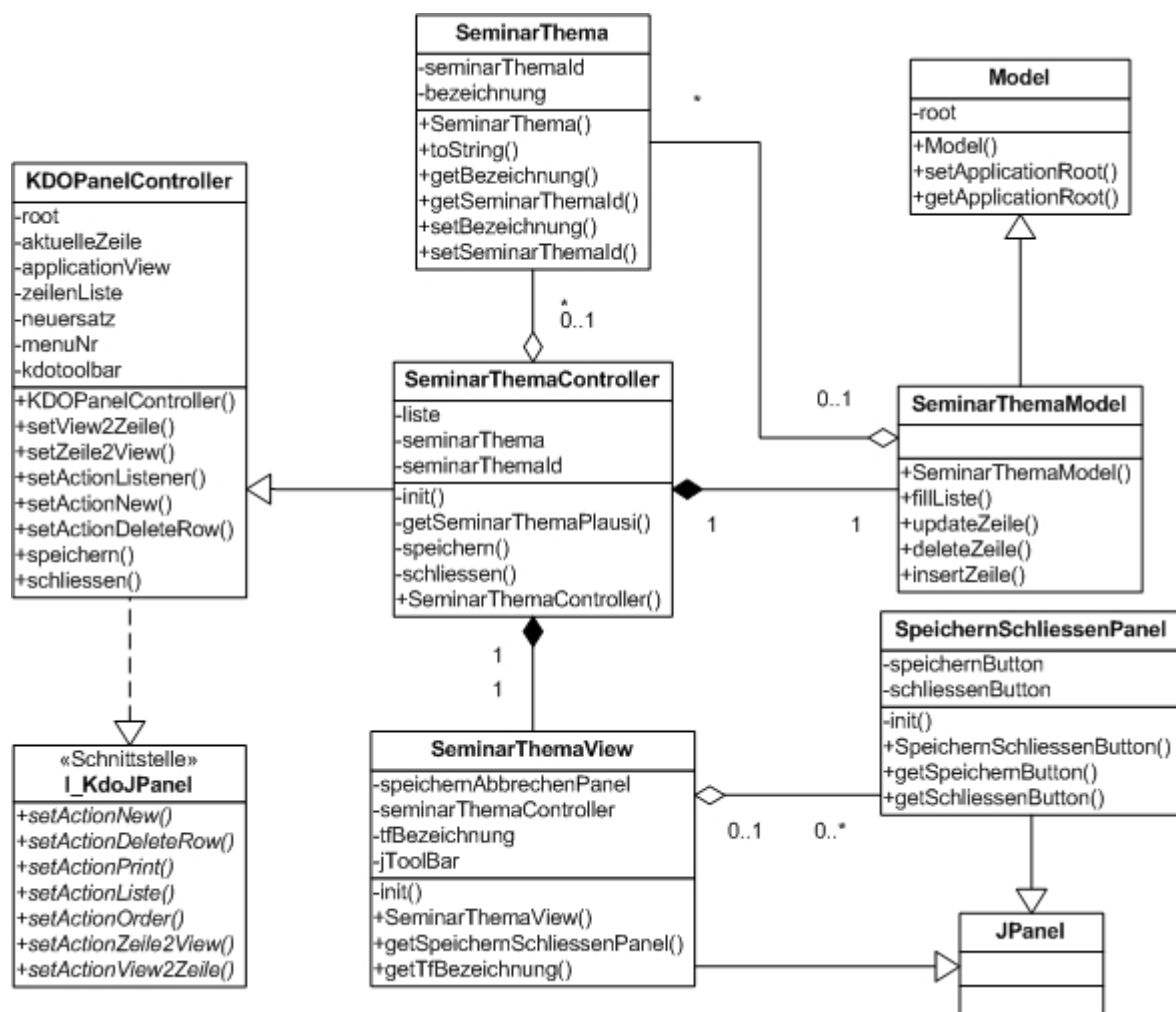 SeminarThema
-seminarThemaId
-bezeichnung
+SeminarThema()
+toString()
+getBezeichnung()
+getSeminarThemaId()
+setBezeichnung()
+setSeminarThemaId()
*
Model
-root
+Model()
+setApplicationRoot()
+getApplicationRoot()
KDOPanelController
-root
-aktuelleZeile
-applicationView
-zeilenListe
-neuersatz
-menuNr
-kdotoolbar
+KDOPanelController()
+setView2Zeile()
+setZeile2View()
+setActionListener()
+setActionNew()
+setActionDeleteRow()
+speichern()
+schliessen()
*
0..1
SeminarThemaController
-liste
-seminarThema
-seminarThemaId
-init()
-getSeminarThemaPlausi()
-speichern()
-schliessen()
+SeminarThemaController()
0..1
SeminarThemaModel
+SeminarThemaModel()
+fillListe()
+updateZeile()
+deleteZeile()
+insertZeile()
1
1
1
1
SpeichernSchliessenPanel
-speichernButton
-schliessenButton
-init()
+SpeichernSchliessenButton()
+getSpeichernButton()
+getSchliessenButton()
«Schnittstelle»
I_KdoJPanel
+setActionNew()
+setActionDeleteRow()
+setActionPrint()
+setActionListe()
+setActionOrder()
+setActionZeile2View()
+setActionView2Zeile()
SeminarThemaView
-speichernAbbrechenPanel
-seminarThemaController
-tfBezeichnung
-jToolBar
-init()
+SeminarThemaView()
+getSpeichernSchliessenPanel()
+getTfBezeichnung()
0..1
0..*
JPanel